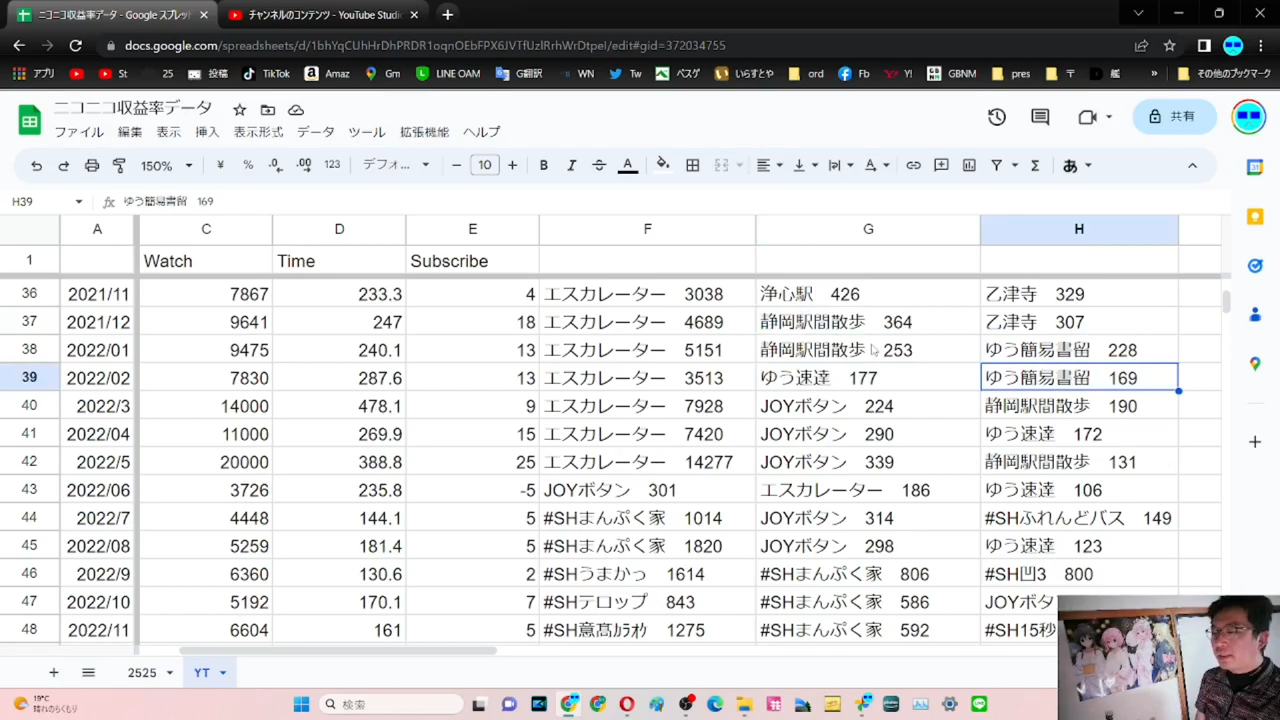 ニコニコ収益率データ - Google スプレット
チャンネルのコンテンツ - YouTube Studio
docs.google.com/spreadsheets/d/1bhYqCUhHrDhPRDR1oqnOEbFPX6JVTfUzlRrhWrDtpeI/edit#gid=372034755
アプリ St 25 投稿 TikTok Amaz Gm LINE OAM G翻訳 WN Tw ペスゲ いらすとや ord Fb Y! GBNM pres 〒 艦 » その他のブックマーク
ニコニコ収益率データ
ファイル 編集 表示 挿入 表示形式 データ ツール 拡張機能 ヘルプ
共有
150% ¥ % .0 .00 123 デフォ... 10 B I S A Σ あ
H39 fx ゆう簡易書留 169
A C D E F G H
1 Watch Time Subscribe
36 2021/11 7867 233.3 4 エスカレーター 3038 浄心駅 426 乙津寺 329
37 2021/12 9641 247 18 エスカレーター 4689 静岡駅間散歩 364 乙津寺 307
38 2022/01 9475 240.1 13 エスカレーター 5151 静岡駅間散歩 253 ゆう簡易書留 228
39 2022/02 7830 287.6 13 エスカレーター 3513 ゆう速達 177 ゆう簡易書留 169
40 2022/3 14000 478.1 9 エスカレーター 7928 JOYボタン 224 静岡駅間散歩 190
41 2022/04 11000 269.9 15 エスカレーター 7420 JOYボタン 290 ゆう速達 172
42 2022/5 20000 388.8 25 エスカレーター 14277 JOYボタン 339 静岡駅間散歩 131
43 2022/06 3726 235.8 -5 JOYボタン 301 エスカレーター 186 ゆう速達 106
44 2022/7 4448 144.1 5 #SHまんぷく家 1014 JOYボタン 314 #SHふれんどバス 149
45 2022/08 5259 181.4 5 #SHまんぷく家 1820 JOYボタン 298 ゆう速達 123
46 2022/9 6360 130.6 2 #SHうまかっ 1614 #SHまんぷく家 806 #SH凹3 800
47 2022/10 5192 170.1 7 #SHテロップ 843 #SHまんぷく家 586 JOYボタ
48 2022/11 6604 161 5 #SH意髙ｶﾗｵｹ 1275 #SHまんぷく家 592 #SH15秒
2525 YT
19°C
晴れのちくもり
検索